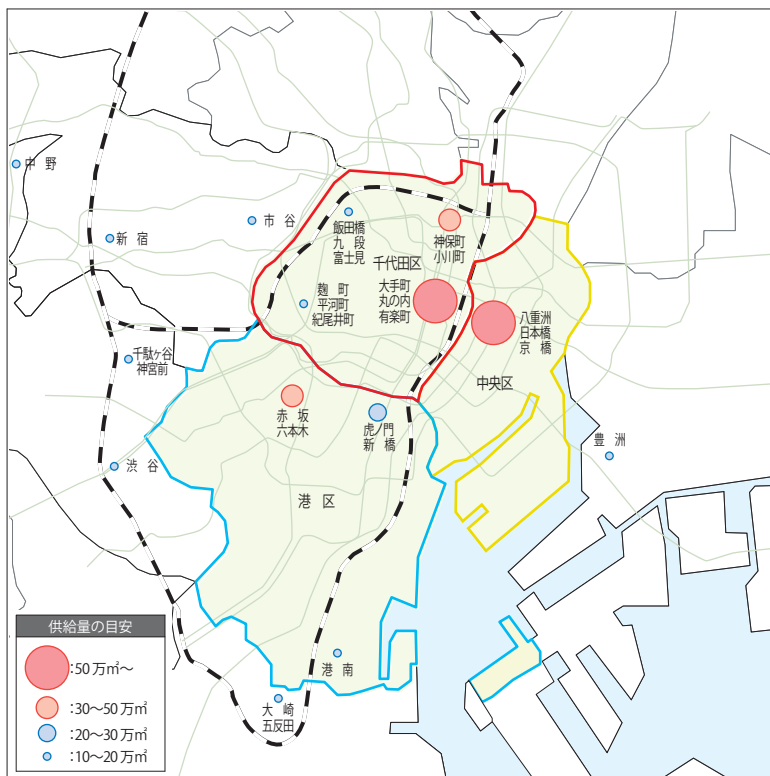 中 野
新 宿
市 谷
飯田橋
九 段
富士見
神保町
小川町
千代田区
麹 町
平河町
紀尾井町
大手町
丸の内
有楽町
八重洲
日本橋
京 橋
千駄ヶ谷
神宮前
中央区
赤 坂
六本木
虎ノ門
新 橋
豊 洲
渋 谷
港 区
港 南
大 崎
五反田
供給量の目安
:50万㎡〜
:30〜50万㎡
:20〜30万㎡
:10〜20万㎡